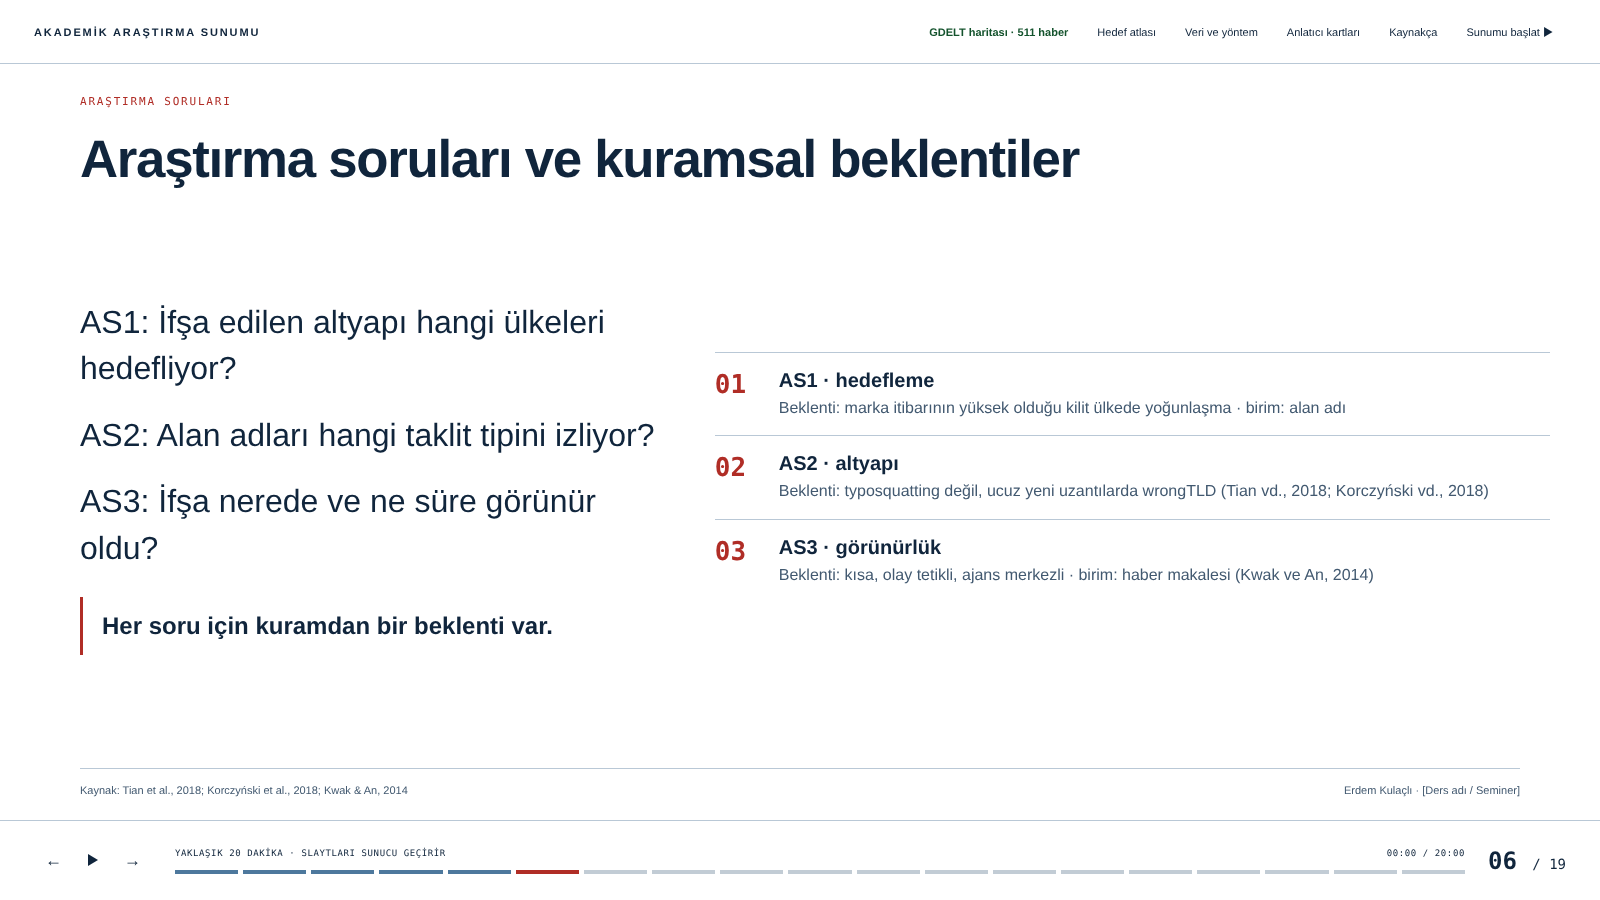 AKADEMİK ARAŞTIRMA SUNUMU
GDELT haritası · 511 haber
Hedef atlası
Veri ve yöntem
Anlatıcı kartları
Kaynakça
Sunumu başlat ▶
ARAŞTIRMA SORULARI
Araştırma soruları ve kuramsal beklentiler
AS1: İfşa edilen altyapı hangi ülkeleri
hedefliyor?
AS2: Alan adları hangi taklit tipini izliyor?
AS3: İfşa nerede ve ne süre görünür
oldu?
Her soru için kuramdan bir beklenti var.
01
AS1 · hedefleme
Beklenti: marka itibarının yüksek olduğu kilit ülkede yoğunlaşma · birim: alan adı
02
AS2 · altyapı
Beklenti: typosquatting değil, ucuz yeni uzantılarda wrongTLD (Tian vd., 2018; Korczyński vd., 2018)
03
AS3 · görünürlük
Beklenti: kısa, olay tetikli, ajans merkezli · birim: haber makalesi (Kwak ve An, 2014)
Kaynak: Tian et al., 2018; Korczyński et al., 2018; Kwak & An, 2014
Erdem Kulaçlı · [Ders adı / Seminer]
← ▶ →
YAKLAŞIK 20 DAKİKA · SLAYTLARI SUNUCU GEÇİRİR
00:00 / 20:00
06 / 19